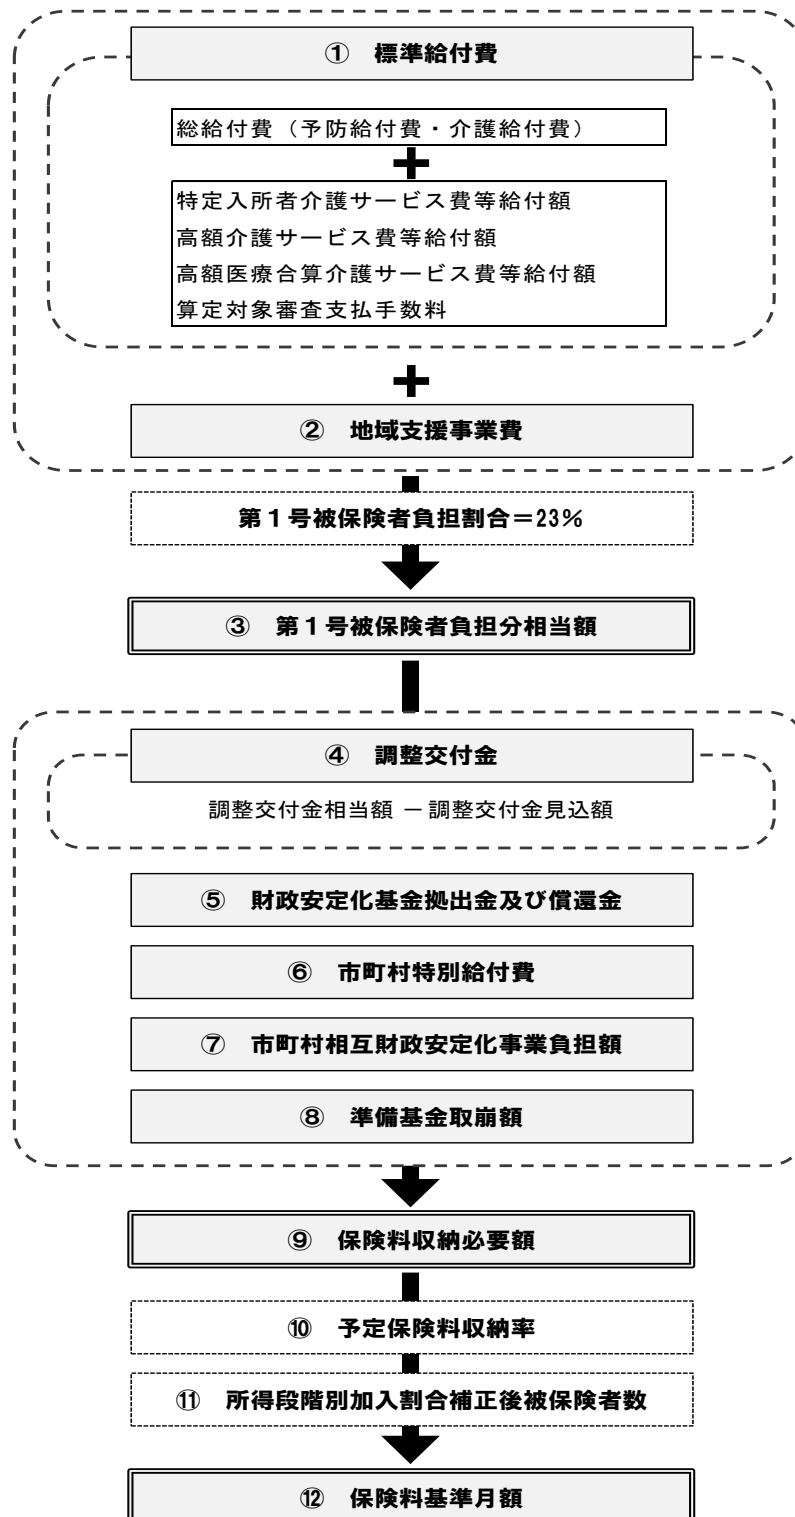 ① 標準給付費
総給付費（予防給付費・介護給付費）
特定入所者介護サービス費等給付額
高額介護サービス費等給付額
高額医療合算介護サービス費等給付額
算定対象審査支払手数料
② 地域支援事業費
第１号被保険者負担割合＝23％
③ 第１号被保険者負担分相当額
④ 調整交付金
調整交付金相当額 － 調整交付金見込額
⑤ 財政安定化基金拠出金及び償還金
⑥ 市町村特別給付費
⑦ 市町村相互財政安定化事業負担額
⑧ 準備基金取崩額
⑨ 保険料収納必要額
⑩ 予定保険料収納率
⑪ 所得段階別加入割合補正後被保険者数
⑫ 保険料基準月額